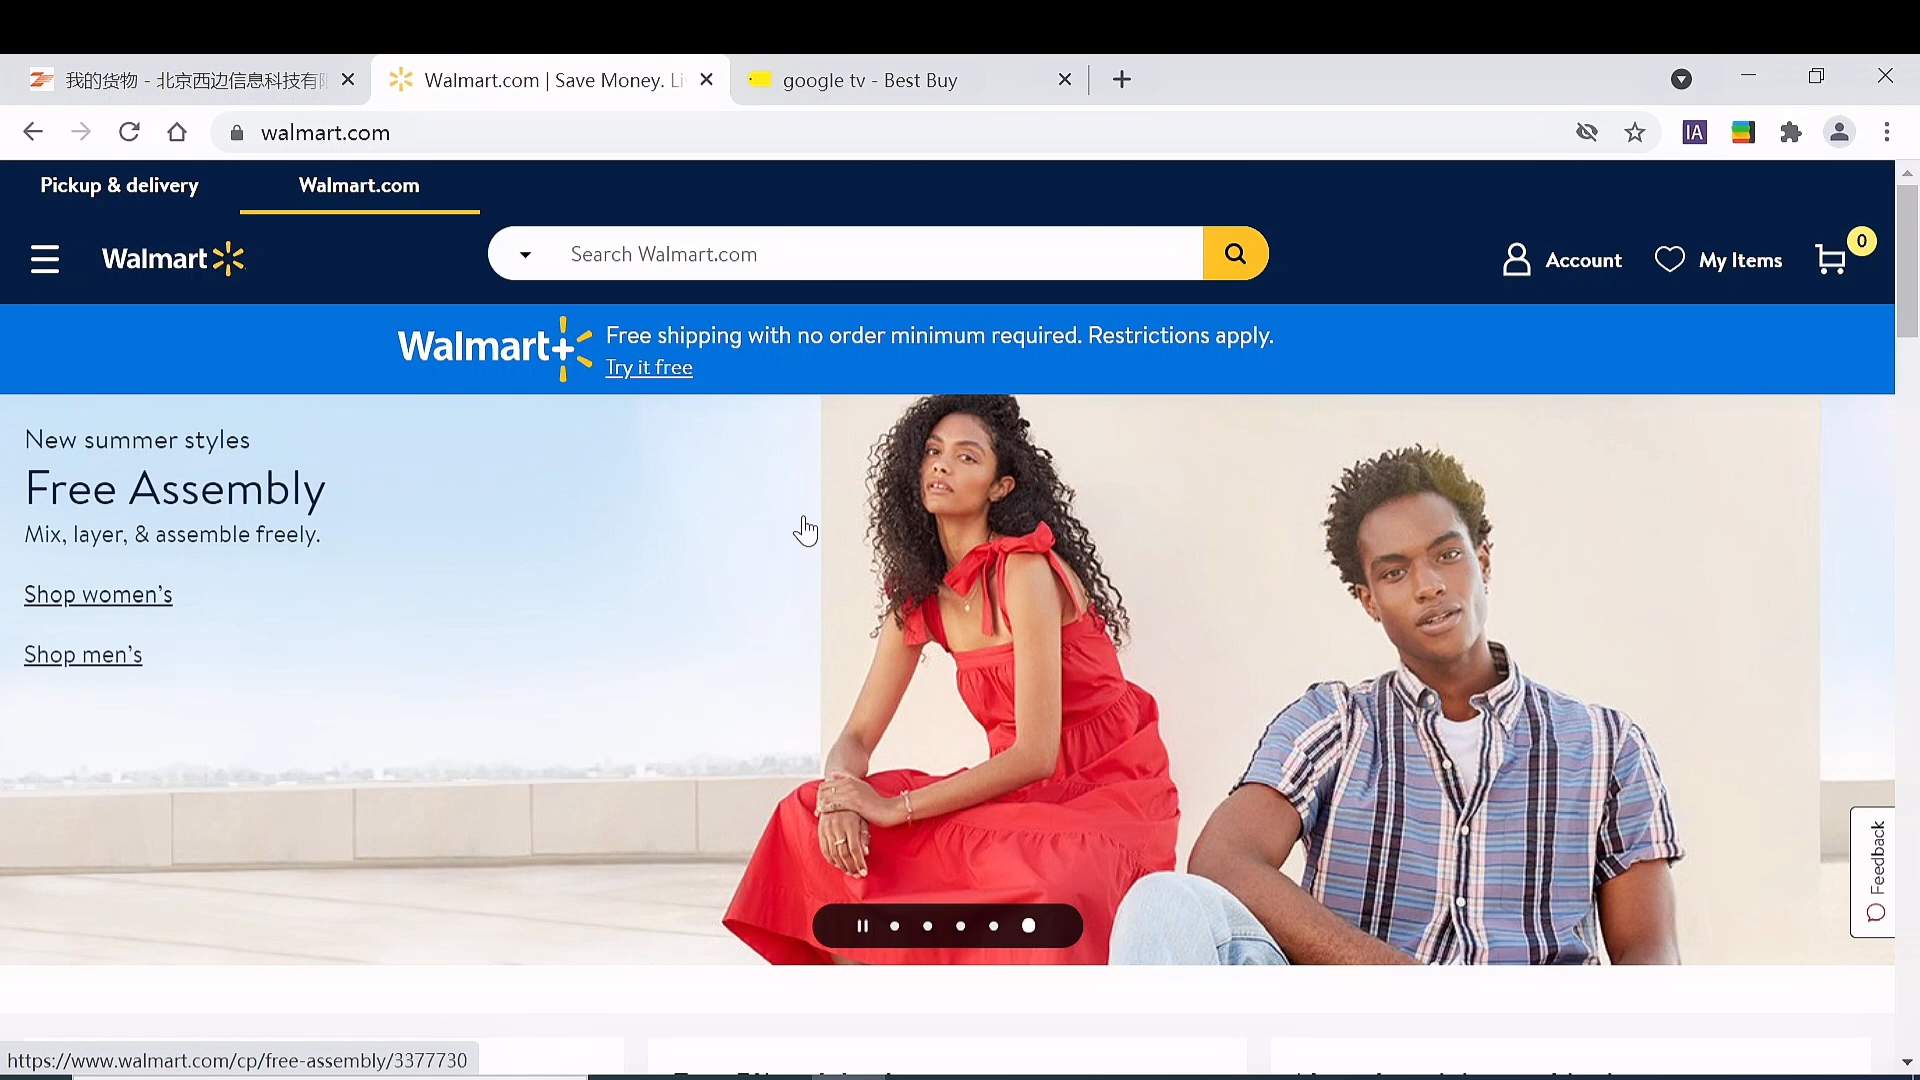 我的货物 - 北京西边信息科技有
Walmart.com | Save Money. Li
google tv - Best Buy
walmart.com
IA
Pickup & delivery
Walmart.com
Walmart
Search Walmart.com
Account
My Items
0
Walmart+
Free shipping with no order minimum required. Restrictions apply.
Try it free
New summer styles
Free Assembly
Mix, layer, & assemble freely.
Shop women's
Shop men's
Feedback
https://www.walmart.com/cp/free-assembly/3377730